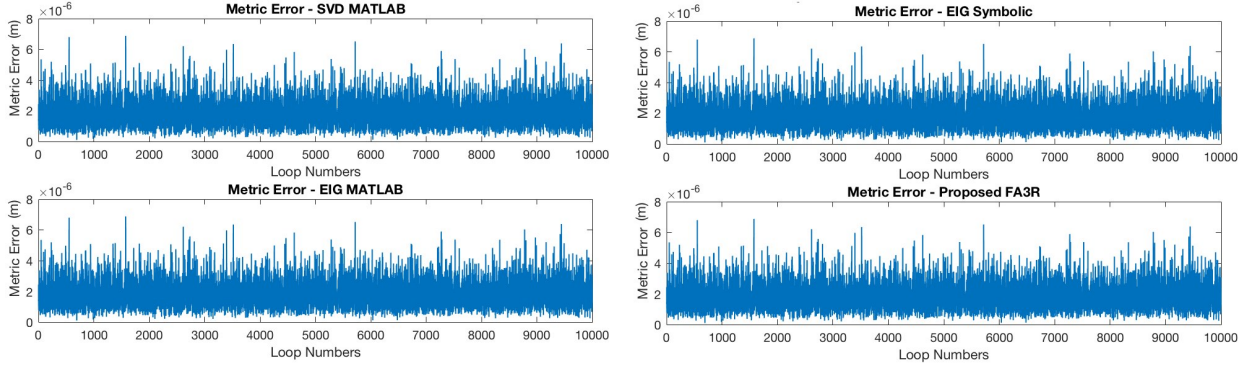 Metric Error - SVD MATLAB
×10⁻⁶
8
6
4
2
0
Metric Error (m)
0 1000 2000 3000 4000 5000 6000 7000 8000 9000 10000
Loop Numbers
Metric Error - EIG MATLAB
×10⁻⁶
8
6
4
2
0
Metric Error (m)
0 1000 2000 3000 4000 5000 6000 7000 8000 9000 10000
Loop Numbers
Metric Error - EIG Symbolic
×10⁻⁶
8
6
4
2
0
Metric Error (m)
0 1000 2000 3000 4000 5000 6000 7000 8000 9000 10000
Loop Numbers
Metric Error - Proposed FA3R
×10⁻⁶
8
6
4
2
0
Metric Error (m)
0 1000 2000 3000 4000 5000 6000 7000 8000 9000 10000
Loop Numbers